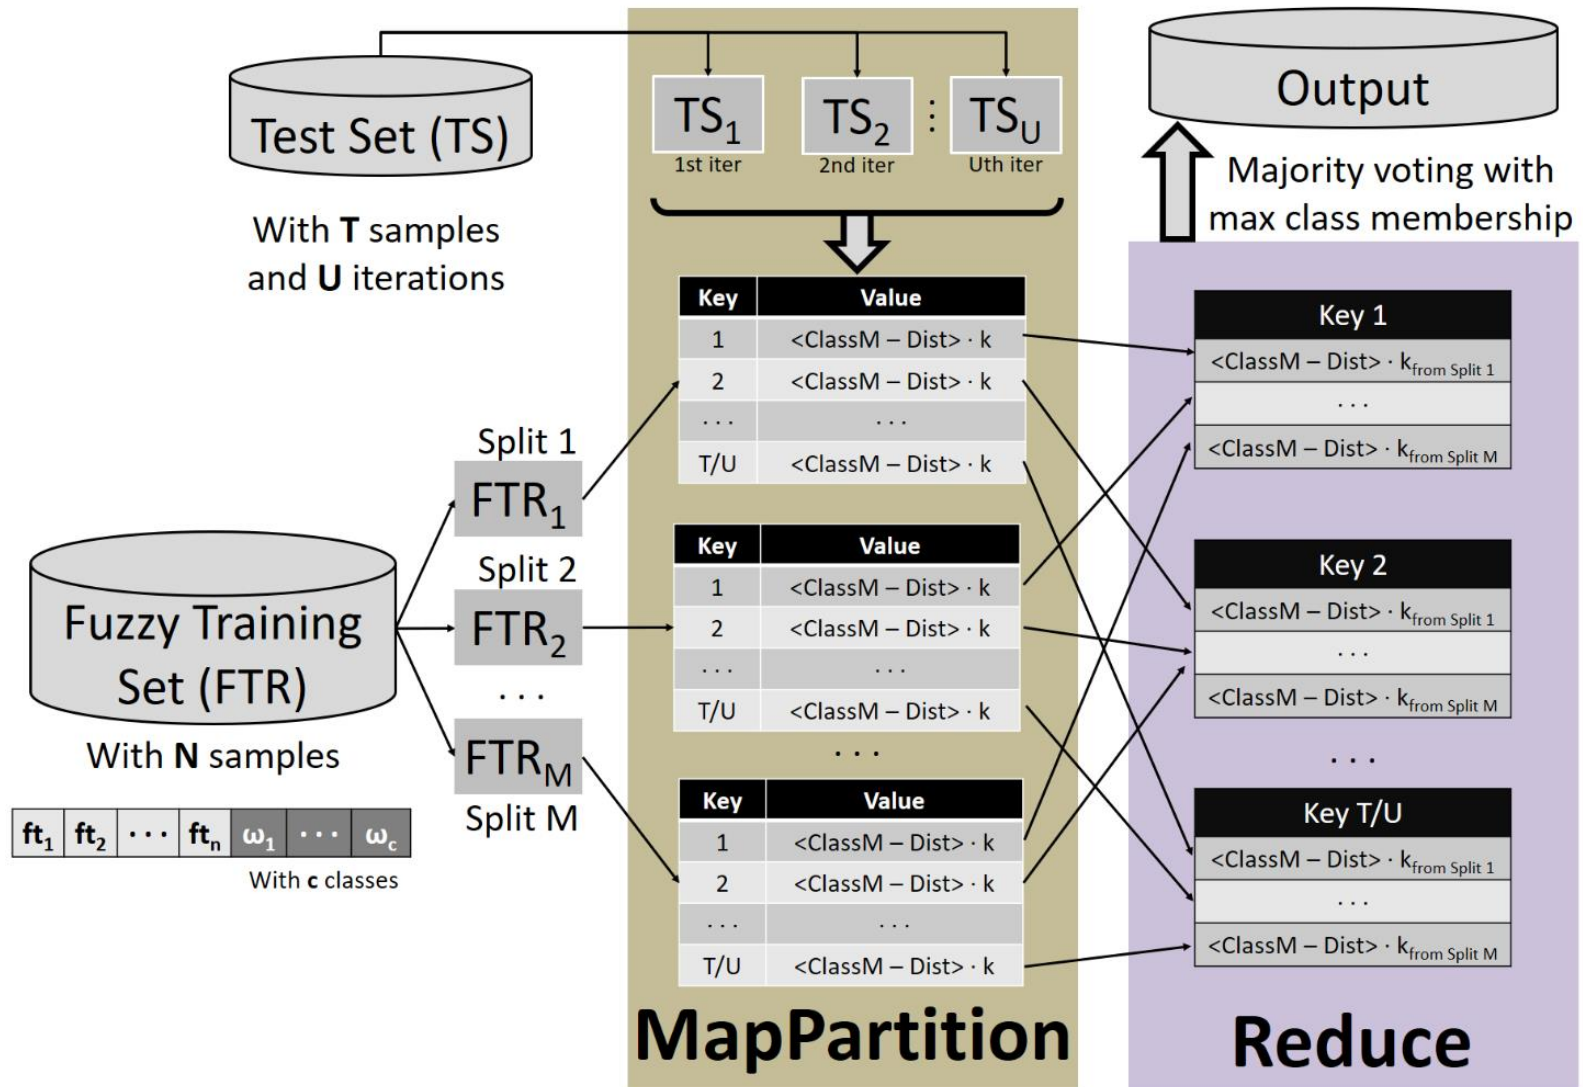 Test Set (TS)
With T samples
and U iterations
TS1
1st iter
TS2
2nd iter
⋮
TSU
Uth iter
Output
Majority voting with
max class membership
Fuzzy Training
Set (FTR)
With N samples
ft1 ft2 · · · ftn ω1 · · · ωc
With c classes
Split 1
FTR1
Split 2
FTR2
· · ·
FTRM
Split M
Key Value
1 <ClassM – Dist> · k
2 <ClassM – Dist> · k
· · · · · ·
T/U <ClassM – Dist> · k
Key Value
1 <ClassM – Dist> · k
2 <ClassM – Dist> · k
· · · · · ·
T/U <ClassM – Dist> · k
· · ·
Key Value
1 <ClassM – Dist> · k
2 <ClassM – Dist> · k
· · · · · ·
T/U <ClassM – Dist> · k
MapPartition
Key 1
<ClassM – Dist> · kfrom Split 1
· · ·
<ClassM – Dist> · kfrom Split M
Key 2
<ClassM – Dist> · kfrom Split 1
· · ·
<ClassM – Dist> · kfrom Split M
· · ·
Key T/U
<ClassM – Dist> · kfrom Split 1
· · ·
<ClassM – Dist> · kfrom Split M
Reduce